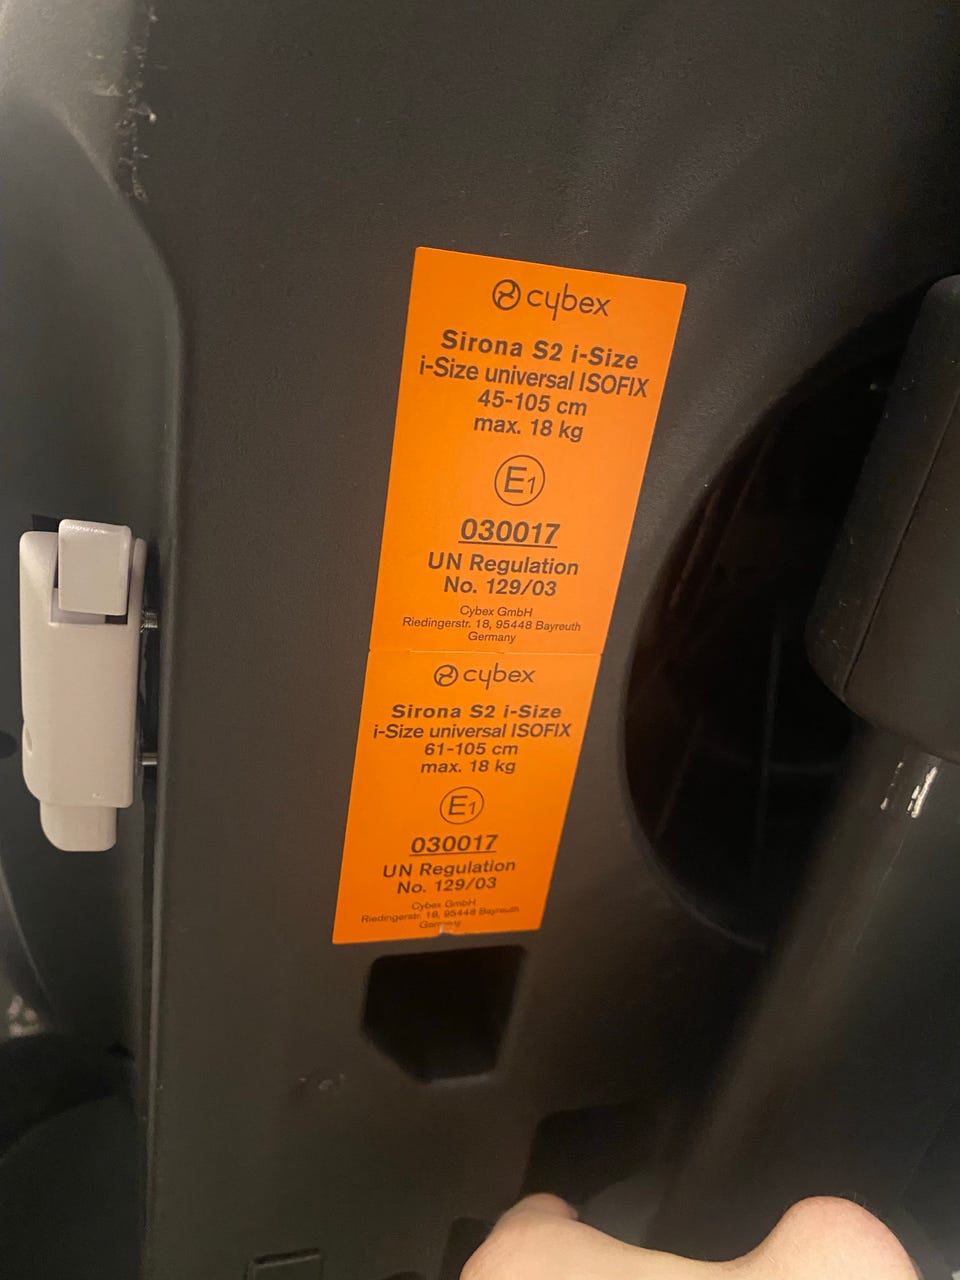 cybex
Sirona S2 i-Size
i-Size universal ISOFIX
45-105 cm
max. 18 kg
E1
030017
UN Regulation
No. 129/03
Cybex GmbH
Riedingerstr. 18, 95448 Bayreuth
Germany
cybex
Sirona S2 i-Size
i-Size universal ISOFIX
61-105 cm
max. 18 kg
E1
030017
UN Regulation
No. 129/03
Cybex GmbH
Riedingerstr. 18, 95448 Bayreuth
Germany